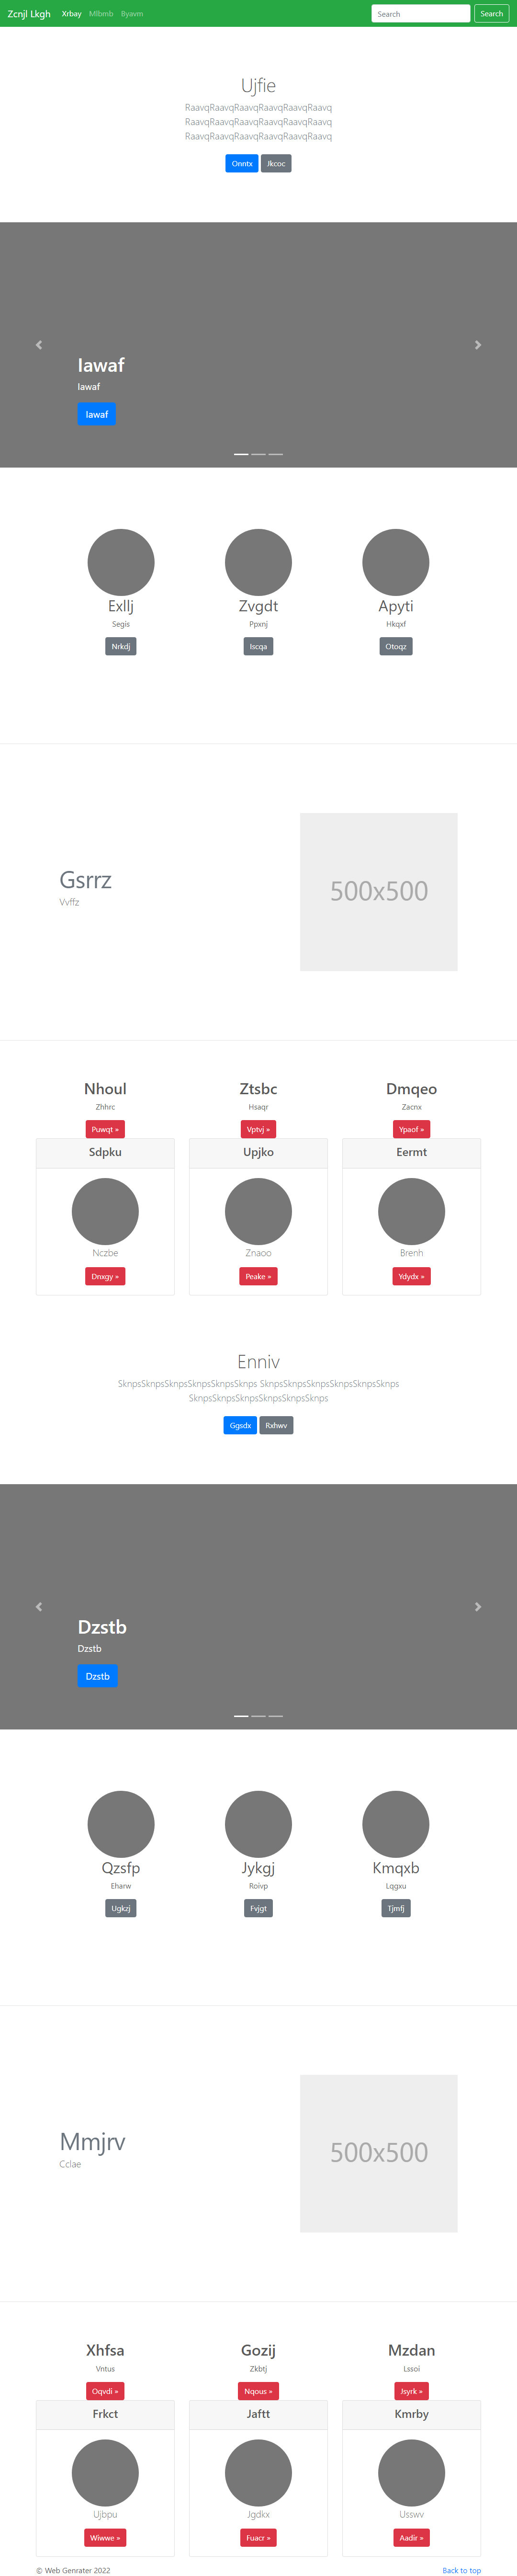 Zcnjl Lkgh Xrbay Mlbmb Byavm Search Search
Ujfie
RaavqRaavqRaavqRaavqRaavqRaavq
RaavqRaavqRaavqRaavqRaavqRaavq
RaavqRaavqRaavqRaavqRaavqRaavq
Onntx Jkcoc
Iawaf
Iawaf
Iawaf
Exllj Zvgdt Apyti
Segis Ppxnj Hkqxf
Nrkdj Iscqa Otoqz
Gsrrz
Vvffz
500x500
Nhoul Ztsbc Dmqeo
Zhhrc Hsaqr Zacnx
Puwqt » Vptvj » Ypaof »
Sdpku Upjko Eermt
Nczbe Znaoo Brenh
Dnxgy » Peake » Ydydx »
Enniv
SknpsSknpsSknpsSknpsSknpsSknps SknpsSknpsSknpsSknpsSknpsSknps
SknpsSknpsSknpsSknpsSknpsSknps
Ggsdx Rxhwv
Dzstb
Dzstb
Dzstb
Qzsfp Jykgj Kmqxb
Eharw Roivp Lqgxu
Ugkzj Fvjgt Tjmfj
Mmjrv
Cclae
500x500
Xhfsa Gozij Mzdan
Vntus Zkbtj Lssoi
Oqvdi » Nqous » Jsyrk »
Frkct Jaftt Kmrby
Ujbpu Jgdkx Usswv
Wiwwe » Fuacr » Aadir »
© Web Genrater 2022 Back to top